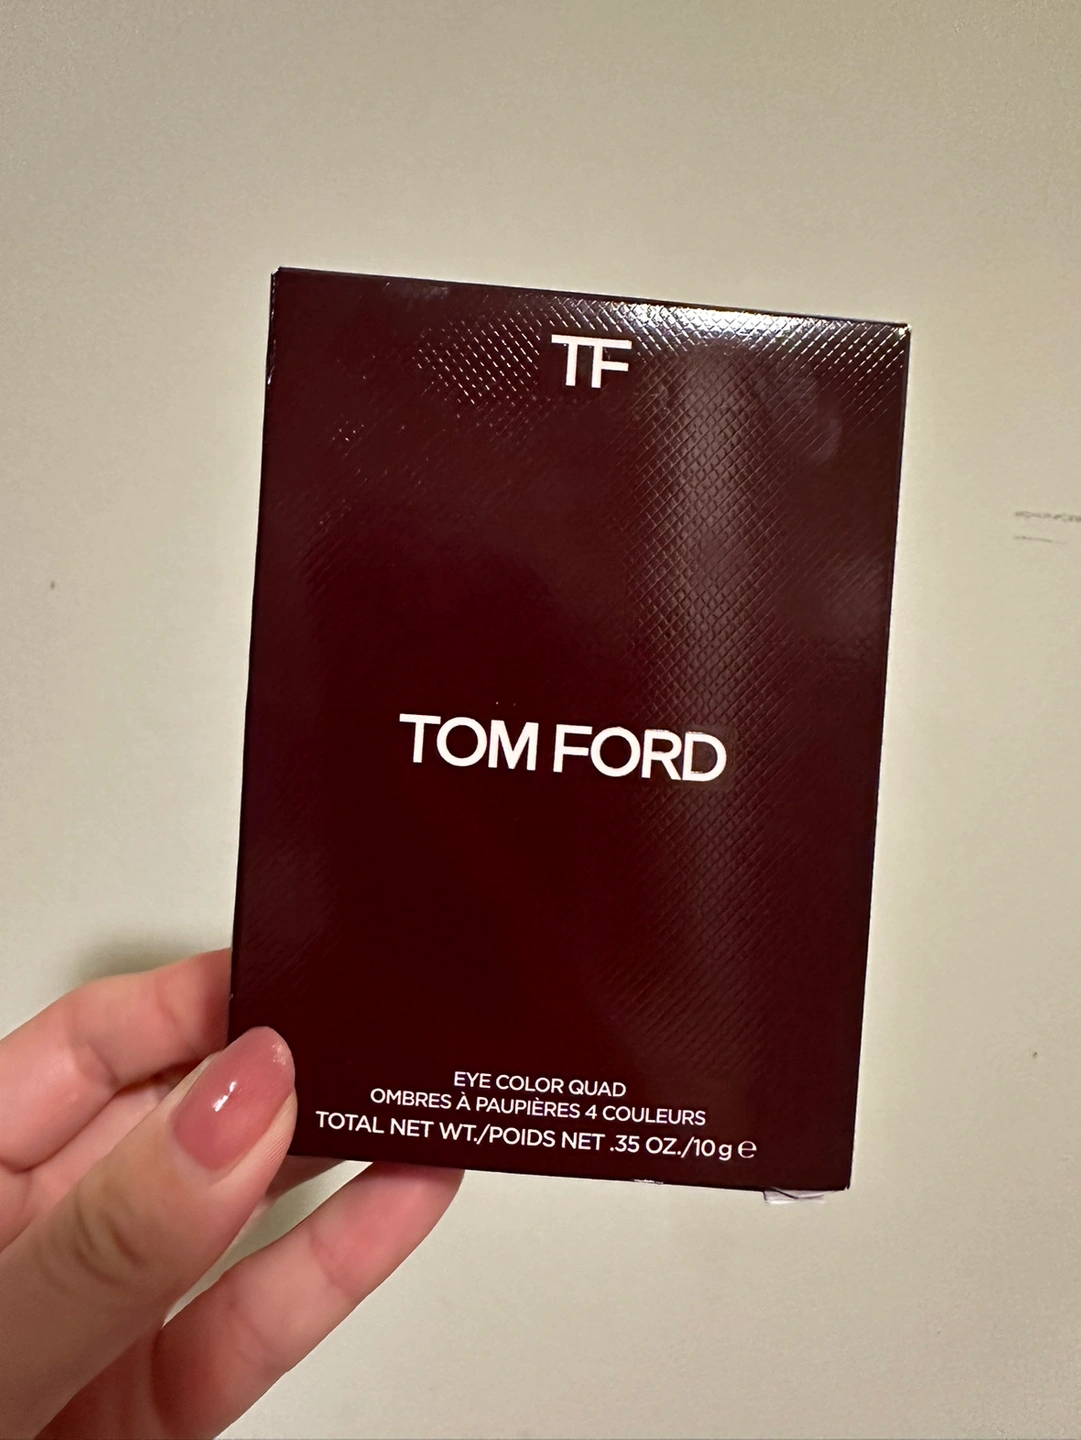 TF
TOM FORD
EYE COLOR QUAD
OMBRES À PAUPIÈRES 4 COULEURS
TOTAL NET WT./POIDS NET .35 OZ./10 g ℮